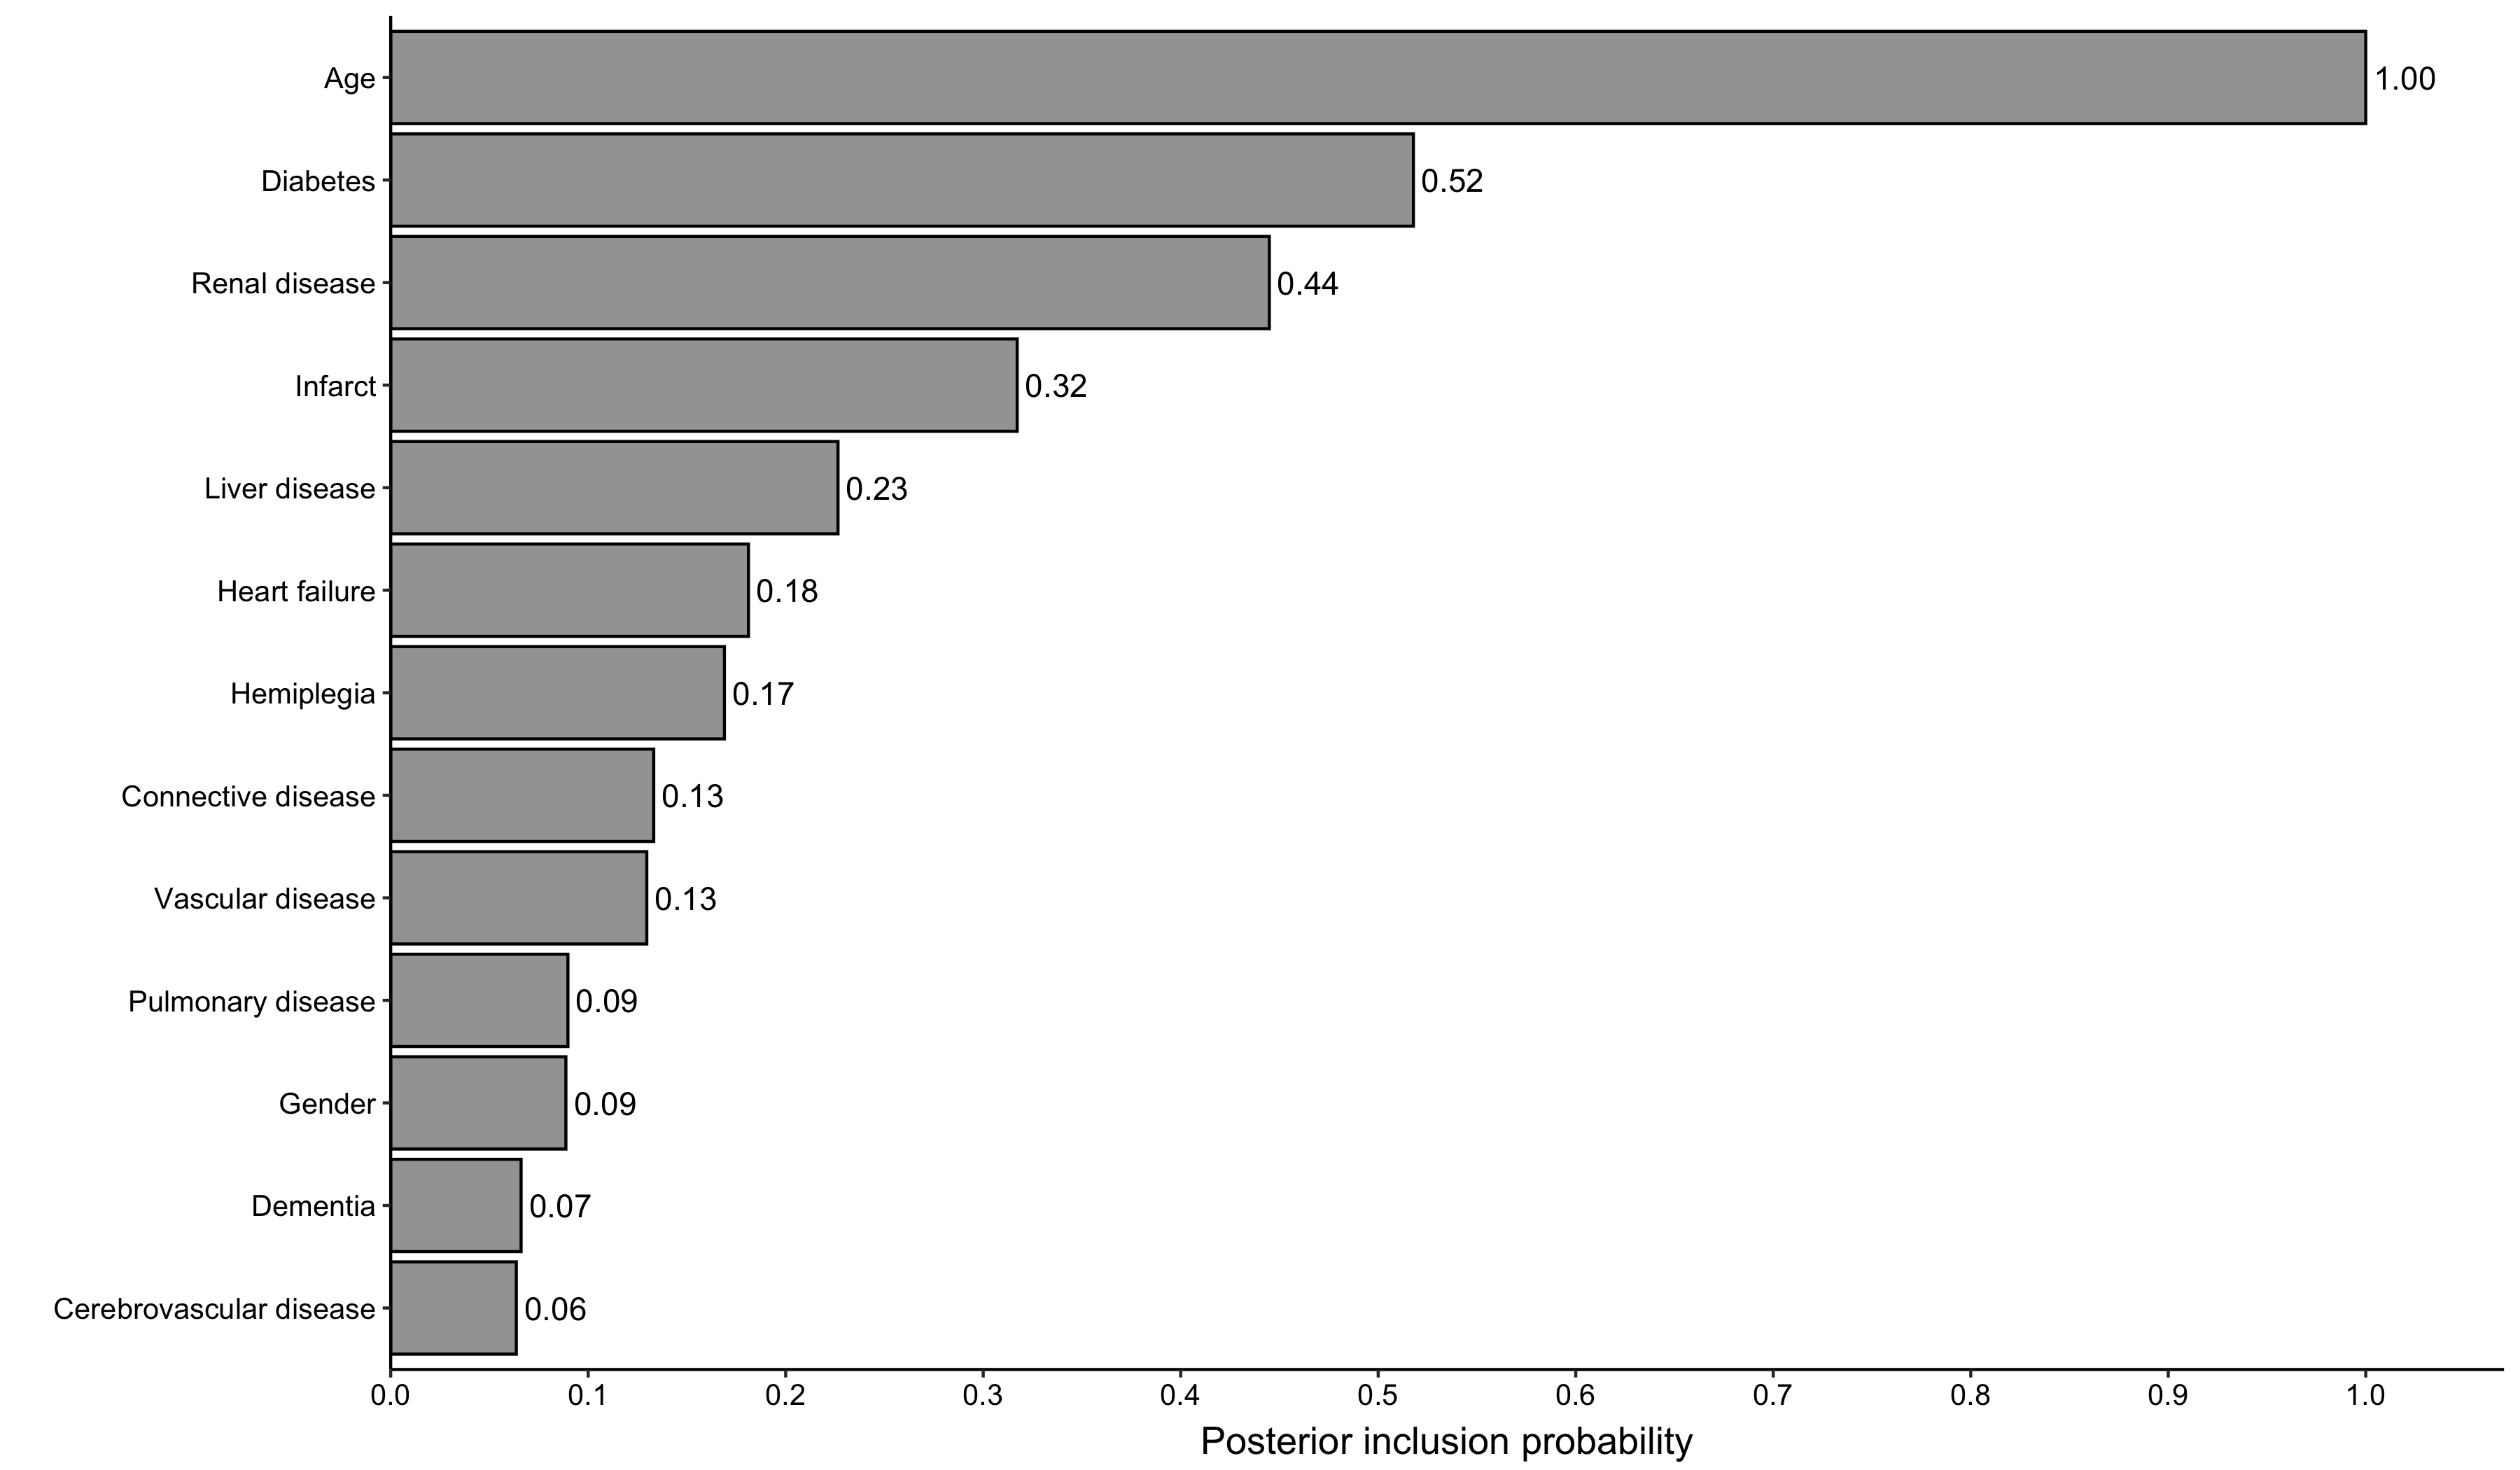 Age 1.00
Diabetes 0.52
Renal disease 0.44
Infarct 0.32
Liver disease 0.23
Heart failure 0.18
Hemiplegia 0.17
Connective disease 0.13
Vascular disease 0.13
Pulmonary disease 0.09
Gender 0.09
Dementia 0.07
Cerebrovascular disease 0.06
0.0 0.1 0.2 0.3 0.4 0.5 0.6 0.7 0.8 0.9 1.0
Posterior inclusion probability